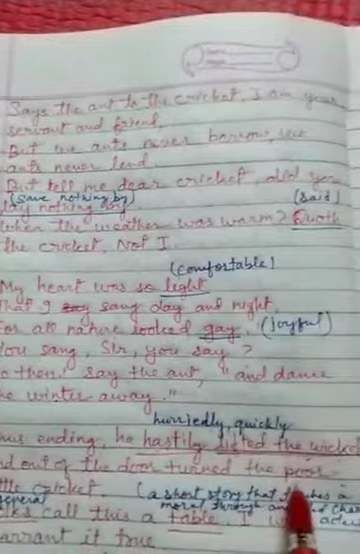 Says the ant to the cricket, I am your
servant and friend,
But we ants never borrow, we
ants never lend.
But tell me dear cricket, did you
(save nothing by) (said)
lay nothing by
when the weather was warm? Quoth
the cricket, Not I.
(comfortable)
My heart was so light
that I sang day and night,
For all nature looked gay. (joyful)
You sang, Sir, you say?
Go then, say the ant, "and dance
the winter away."
hurriedly, quickly
Thus ending, he hastily lifted the wicket
And out of the door turned the poor
little cricket. (a short story that teaches a
general moral through
Folks call this a fable. I
warrant it true